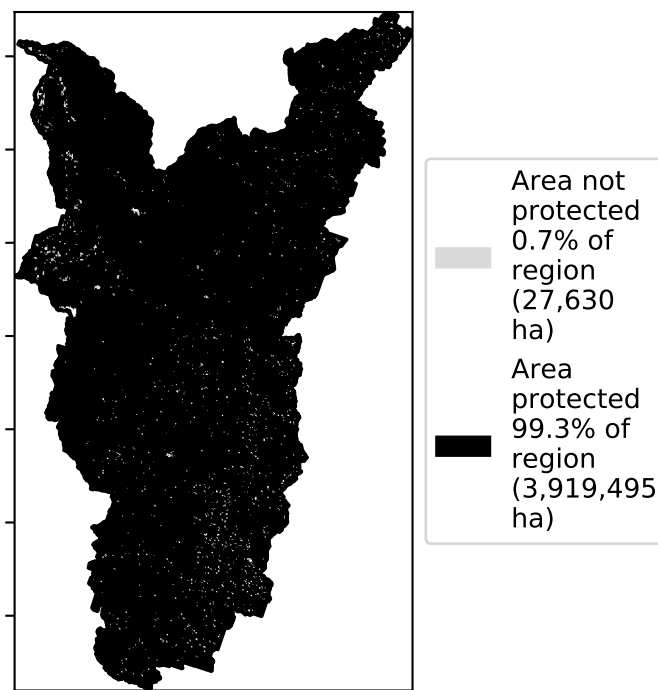 Area not
protected
0.7% of
region
(27,630
ha)
Area
protected
99.3% of
region
(3,919,495
ha)